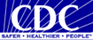 CDC
SAFER • HEALTHIER • PEOPLE™